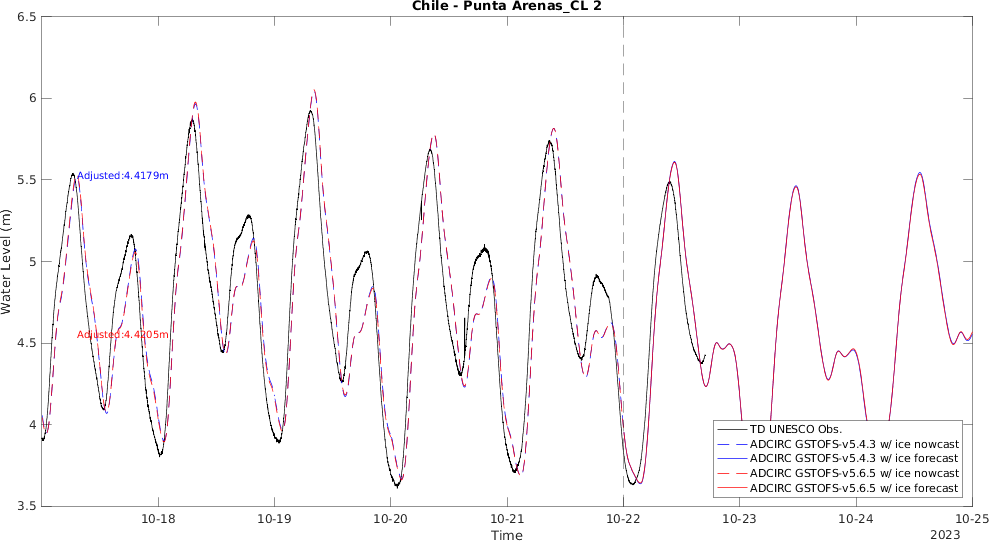 Chile - Punta Arenas_CL 2
6.5
6
5.5
5
4.5
4
3.5
Water Level (m)
Adjusted:4.4179m
Adjusted:4.4205m
TD UNESCO Obs.
ADCIRC GSTOFS-v5.4.3 w/ ice nowcast
ADCIRC GSTOFS-v5.4.3 w/ ice forecast
ADCIRC GSTOFS-v5.6.5 w/ ice nowcast
ADCIRC GSTOFS-v5.6.5 w/ ice forecast
10-18
10-19
10-20
10-21
10-22
10-23
10-24
10-25
Time
2023